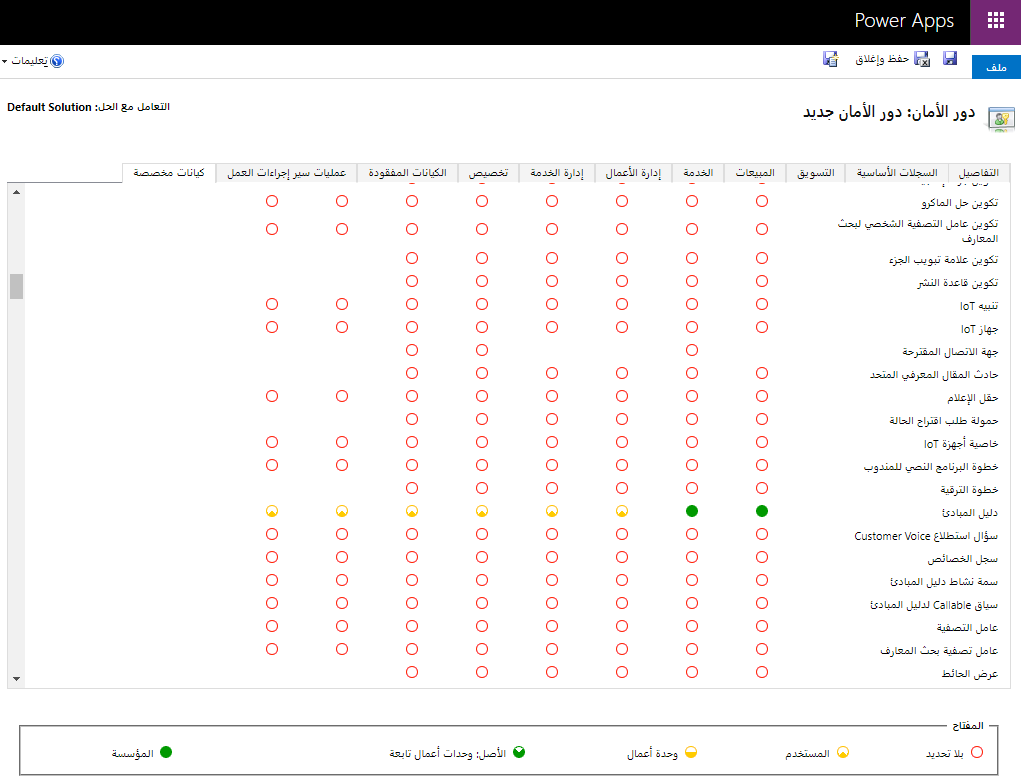 Power Apps
ملف
حفظ وإغلاق
تعليمات
دور الأمان: دور الأمان جديد
التعامل مع الحل: Default Solution
التفاصيل
السجلات الأساسية
التسويق
المبيعات
الخدمة
إدارة الأعمال
إدارة الخدمة
تخصيص
الكيانات المفقودة
عمليات سير إجراءات العمل
كيانات مخصصة
تكوين حل الماكرو
تكوين عامل التصفية الشخصي لبحث
المعارف
تكوين علامة تبويب الجزء
تكوين قاعدة النشر
تنبيه IoT
جهاز IoT
جهة الاتصال المقترحة
حادث المقال المعرفي المتحد
حقل الإعلام
حمولة طلب اقتراح الحالة
خاصية أجهزة IoT
خطوة البرنامج النصي للمندوب
خطوة الترقية
دليل المبادئ
سؤال استطلاع Customer Voice
سجل الخصائص
سمة نشاط دليل المبادئ
سياق Callable لدليل المبادئ
عامل التصفية
عامل تصفية بحث المعارف
عرض الحائط
المفتاح
بلا تحديد
المستخدم
وحدة أعمال
الأصل: وحدات أعمال تابعة
المؤسسة